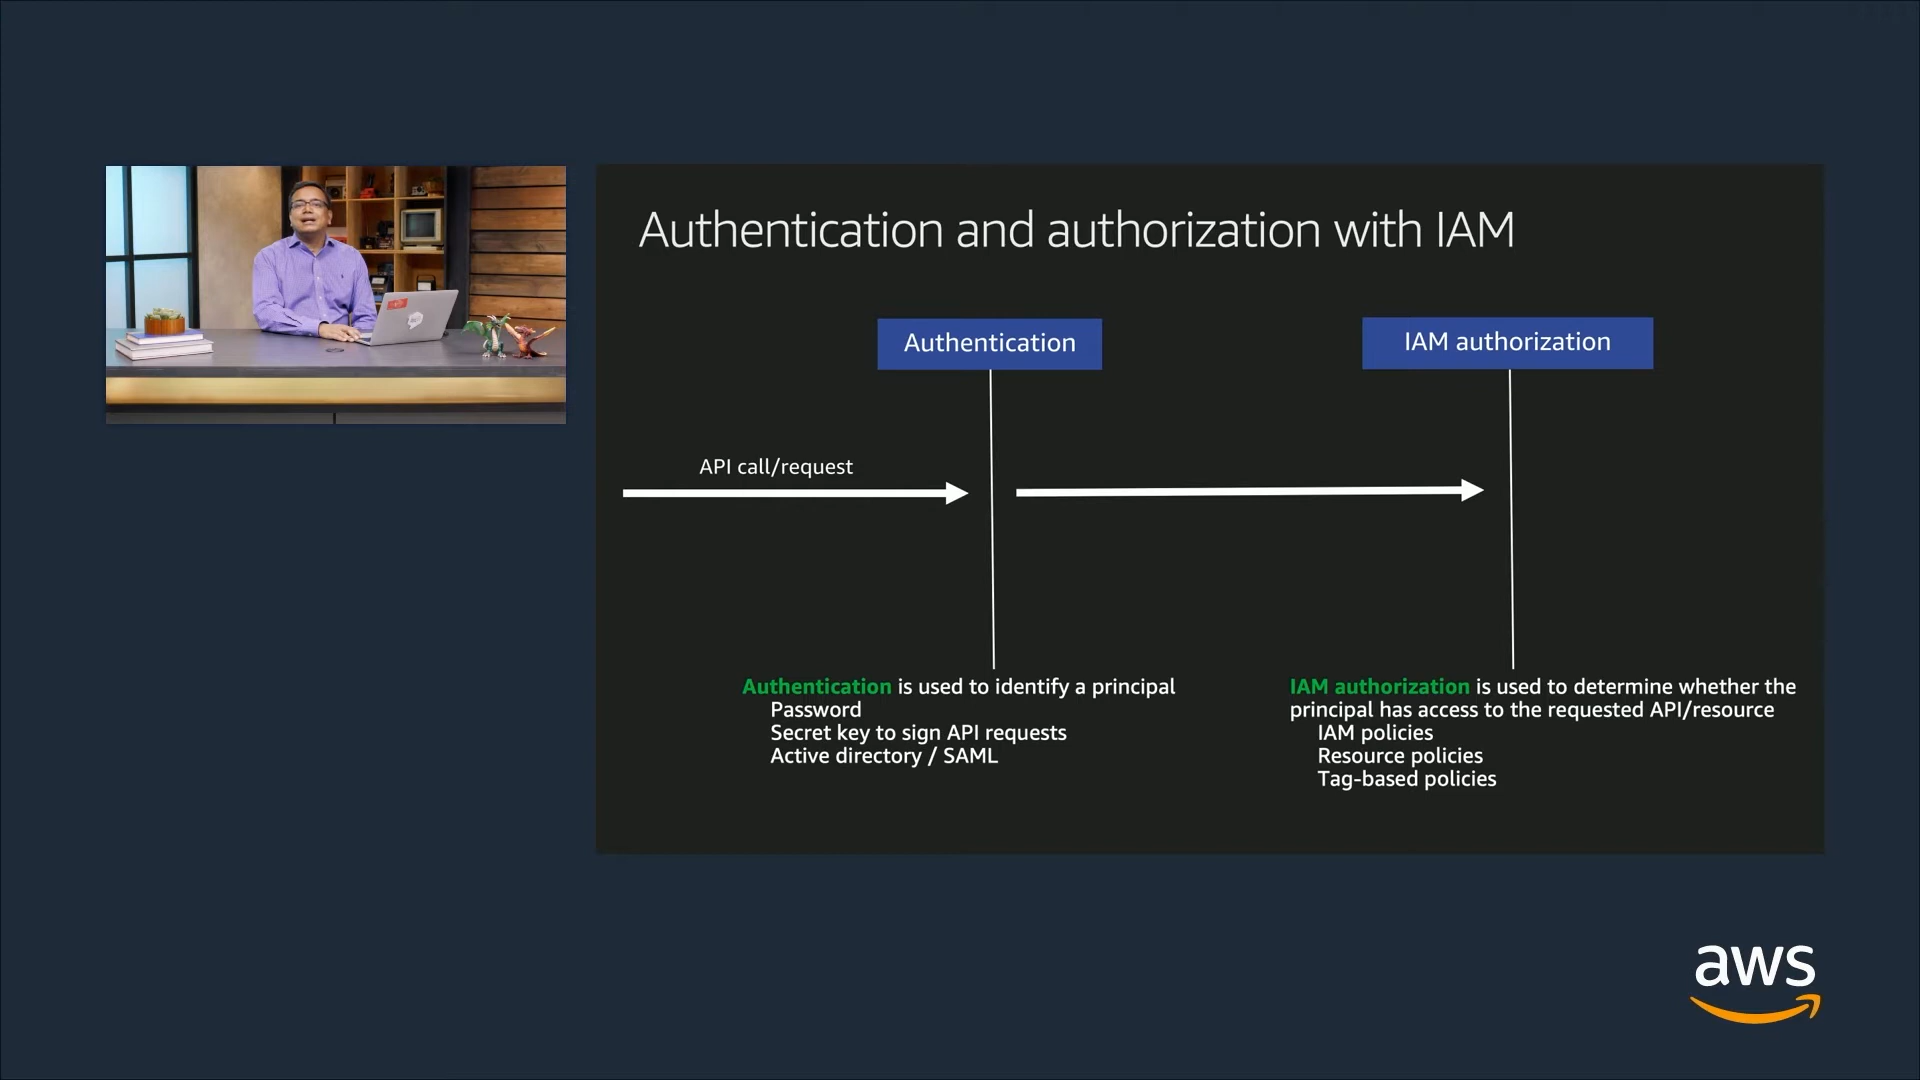 Authentication and authorization with IAM
Authentication
IAM authorization
API call/request
Authentication is used to identify a principal
Password
Secret key to sign API requests
Active directory / SAML
IAM authorization is used to determine whether the
principal has access to the requested API/resource
IAM policies
Resource policies
Tag-based policies
aws